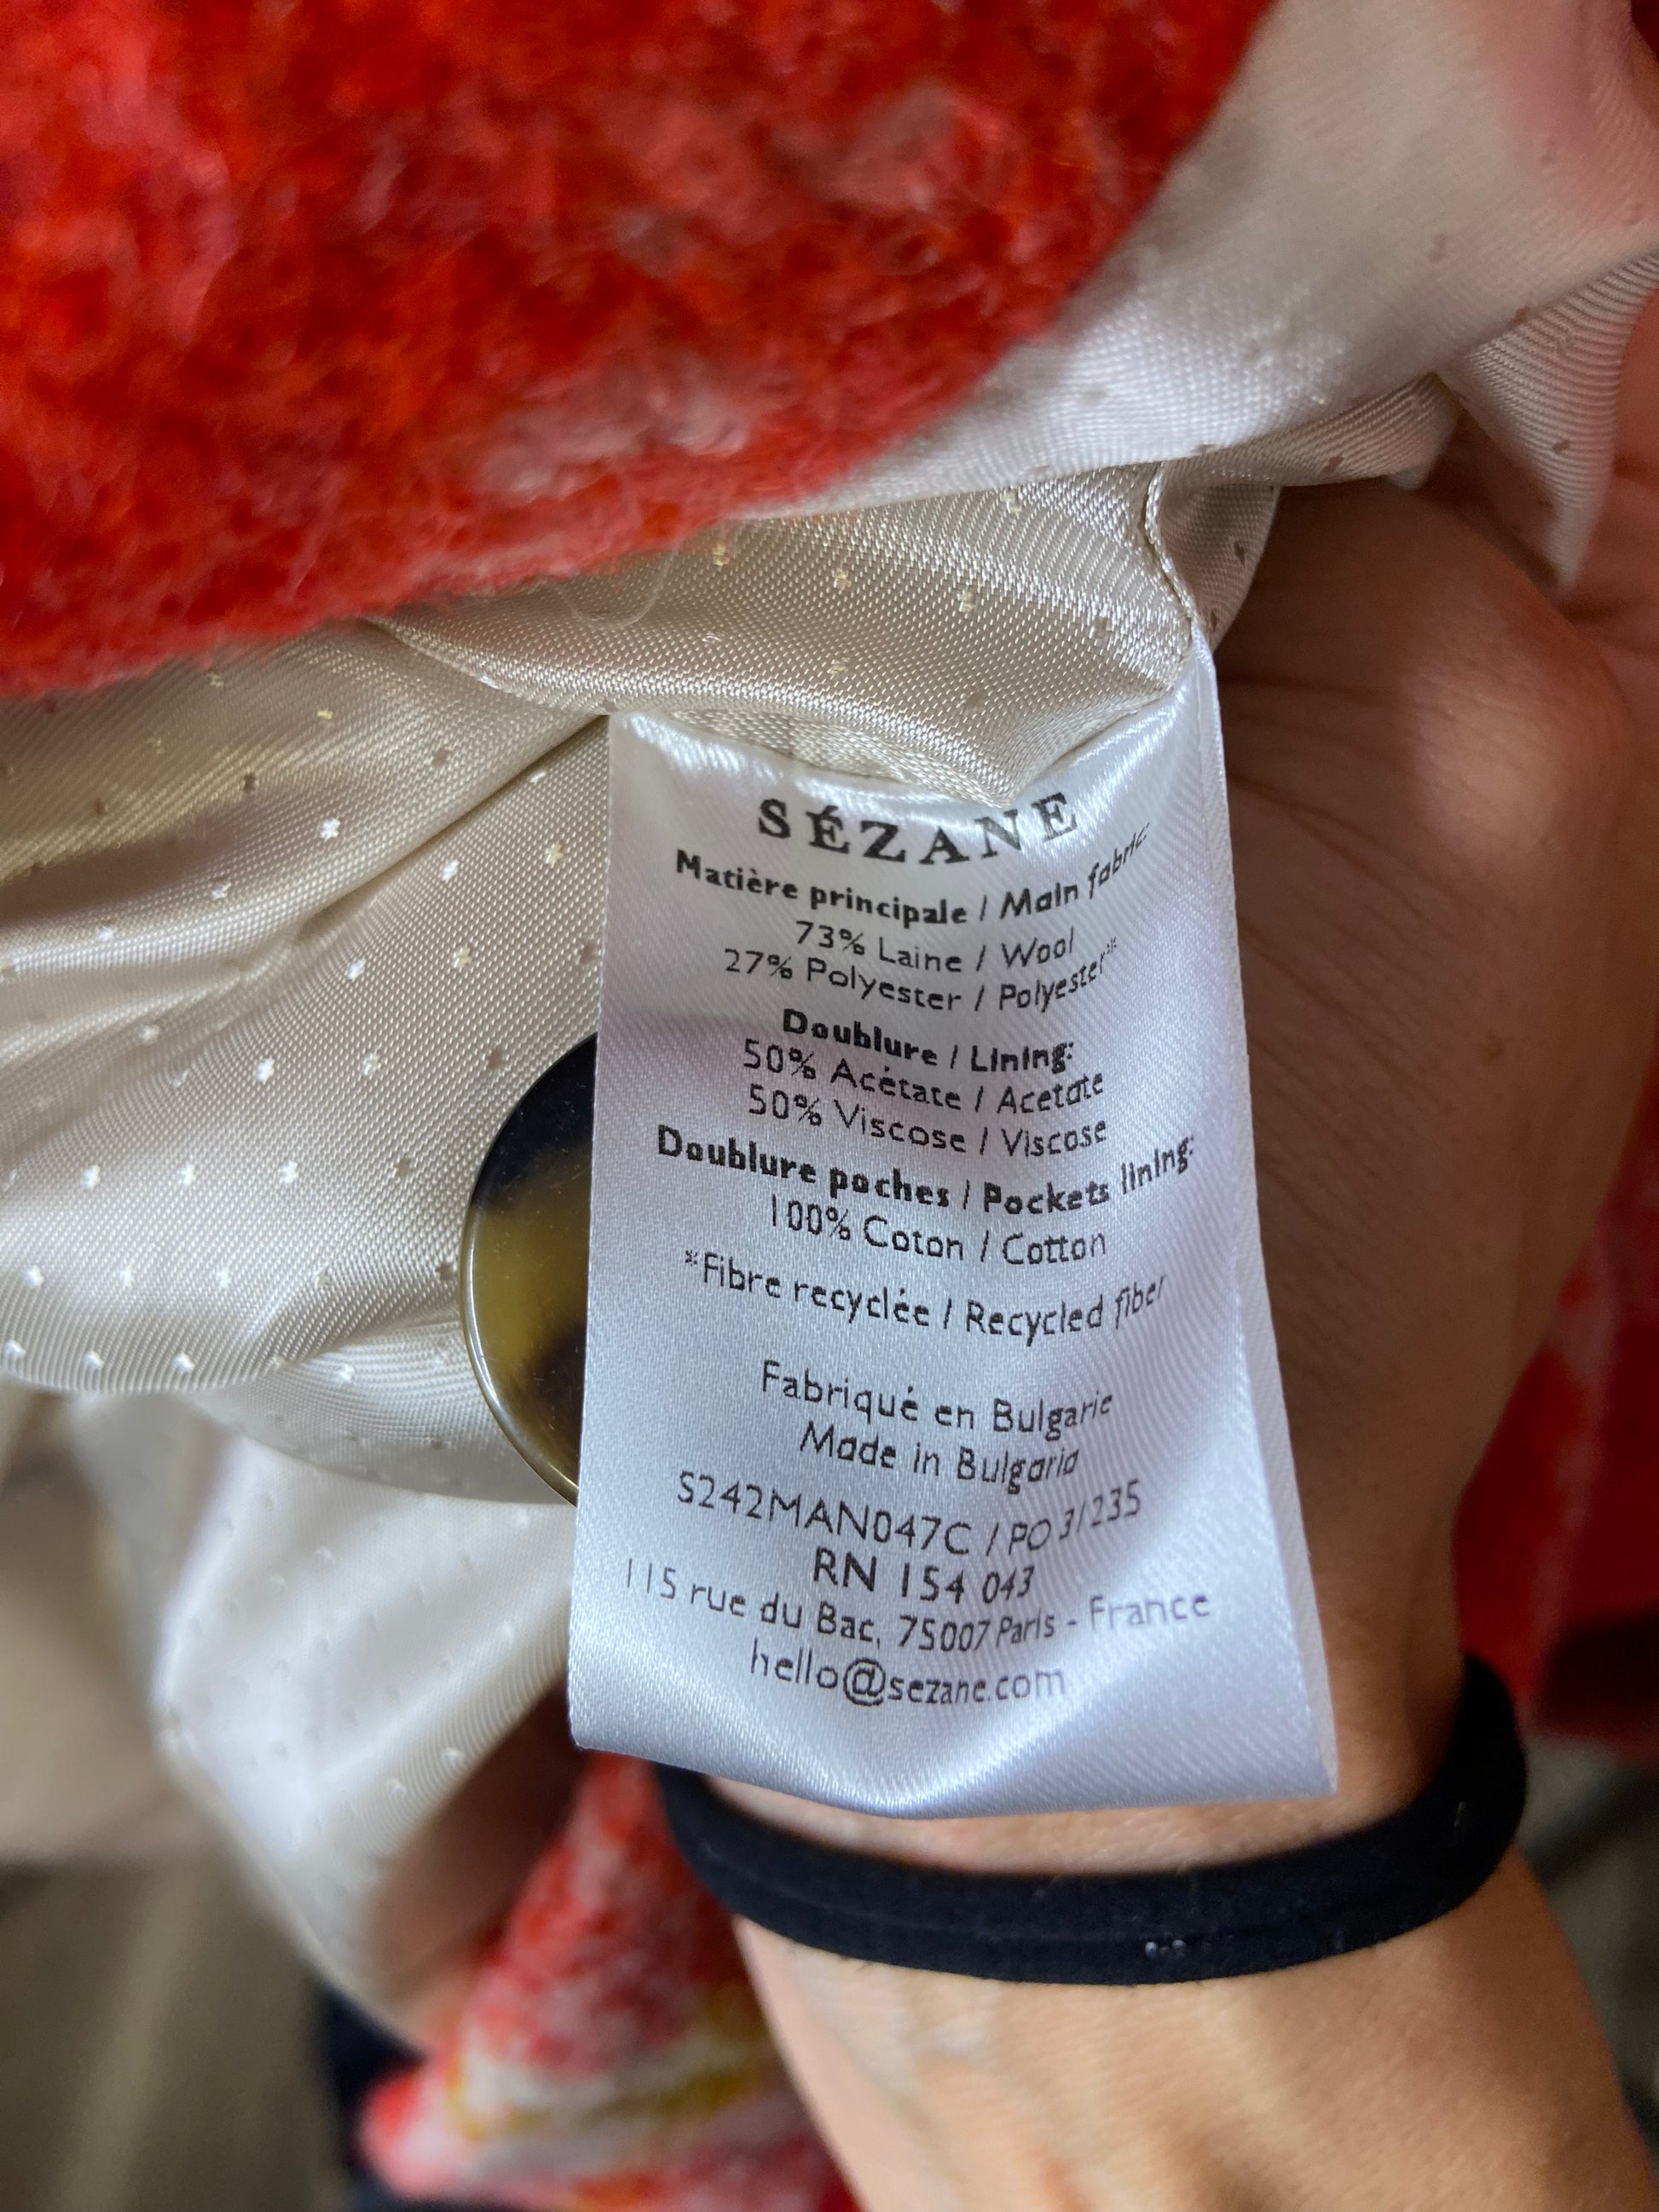 SÉZANE
Matière principale / Main fabric:
73% Laine / Wool
27% Polyester / Polyester*
Doublure / Lining:
50% Acétate / Acetate
50% Viscose / Viscose
Doublure poches / Pockets lining:
100% Coton / Cotton
*Fibre recyclée / Recycled fiber
Fabriqué en Bulgarie
Made in Bulgaria
S242MAN047C / PO 31235
RN 154 043
115 rue du Bac, 75007 Paris - France
hello@sezane.com